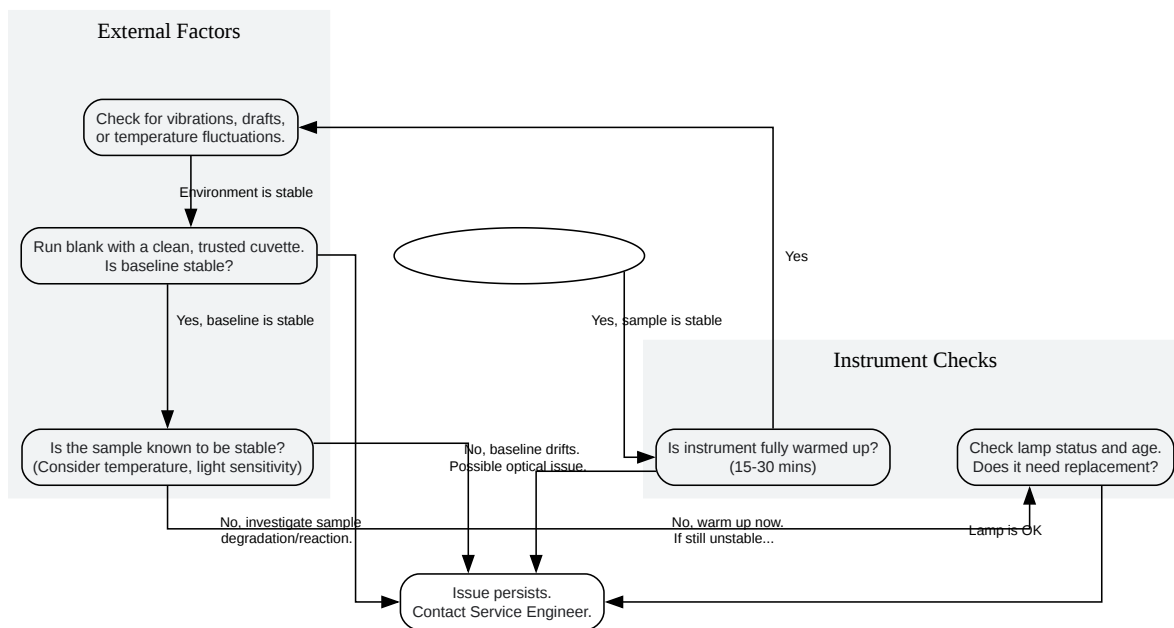 External Factors
Check for vibrations, drafts,
or temperature fluctuations.
Environment is stable
Run blank with a clean, trusted cuvette.
Is baseline stable?
Yes
Yes, baseline is stable
Yes, sample is stable
Instrument Checks
Is the sample known to be stable?
(Consider temperature, light sensitivity)
No, baseline drifts.
Possible optical issue.
Is instrument fully warmed up?
(15-30 mins)
Check lamp status and age.
Does it need replacement?
No, investigate sample
degradation/reaction.
No, warm up now.
If still unstable...
Lamp is OK
Issue persists.
Contact Service Engineer.